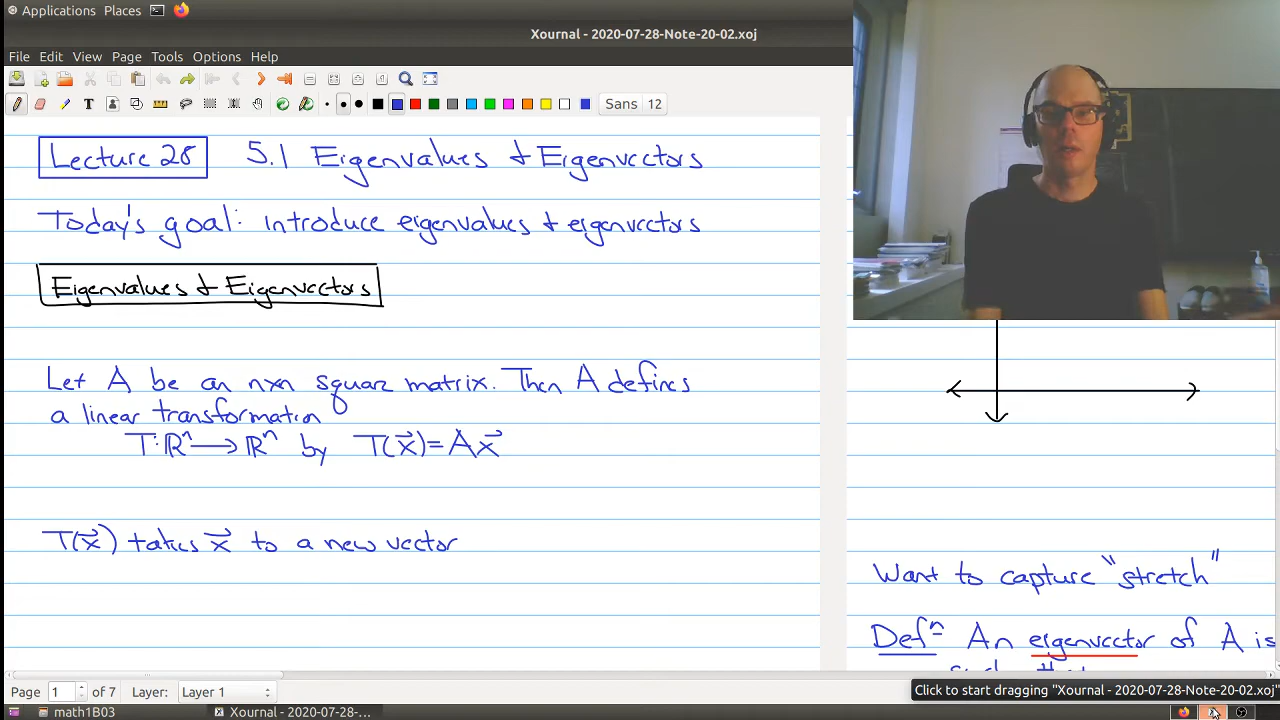 Applications Places
Xournal - 2020-07-28-Note-20-02.xoj
File Edit View Page Tools Options Help
Sans 12
Lecture 28 5.1 Eigenvalues & Eigenvectors
Today's goal: introduce eigenvalues & eigenvectors
Eigenvalues & Eigenvectors
Let A be an nxn square matrix. Then A defines
a linear transformation
T: ℝⁿ → ℝⁿ by T(x⃗) = Ax⃗
T(x⃗) takes x⃗ to a new vector
Want to capture "stretch"
Defⁿ An eigenvector of A is
Page 1 of 7 Layer: Layer 1
Click to start dragging "Xournal - 2020-07-28-Note-20-02.xoj
math1B03 Xournal - 2020-07-28-...